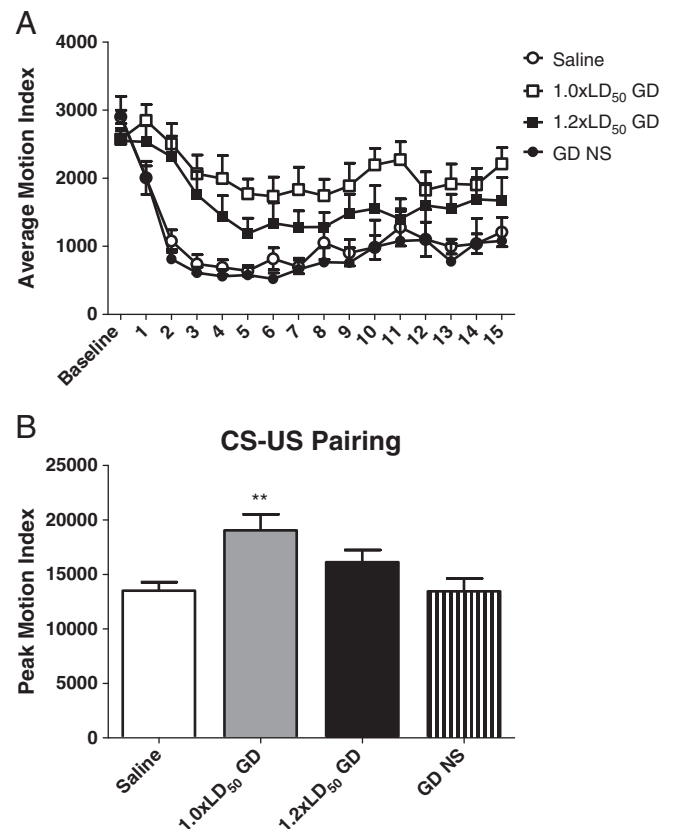 A
Average Motion Index
4000
3000
2000
1000
0
Baseline
1
2
3
4
5
6
7
8
9
10
11
12
13
14
15
Saline
1.0xLD50 GD
1.2xLD50 GD
GD NS
B
CS-US Pairing
Peak Motion Index
25000
20000
15000
10000
5000
0
**
Saline
1.0xLD50 GD
1.2xLD50 GD
GD NS